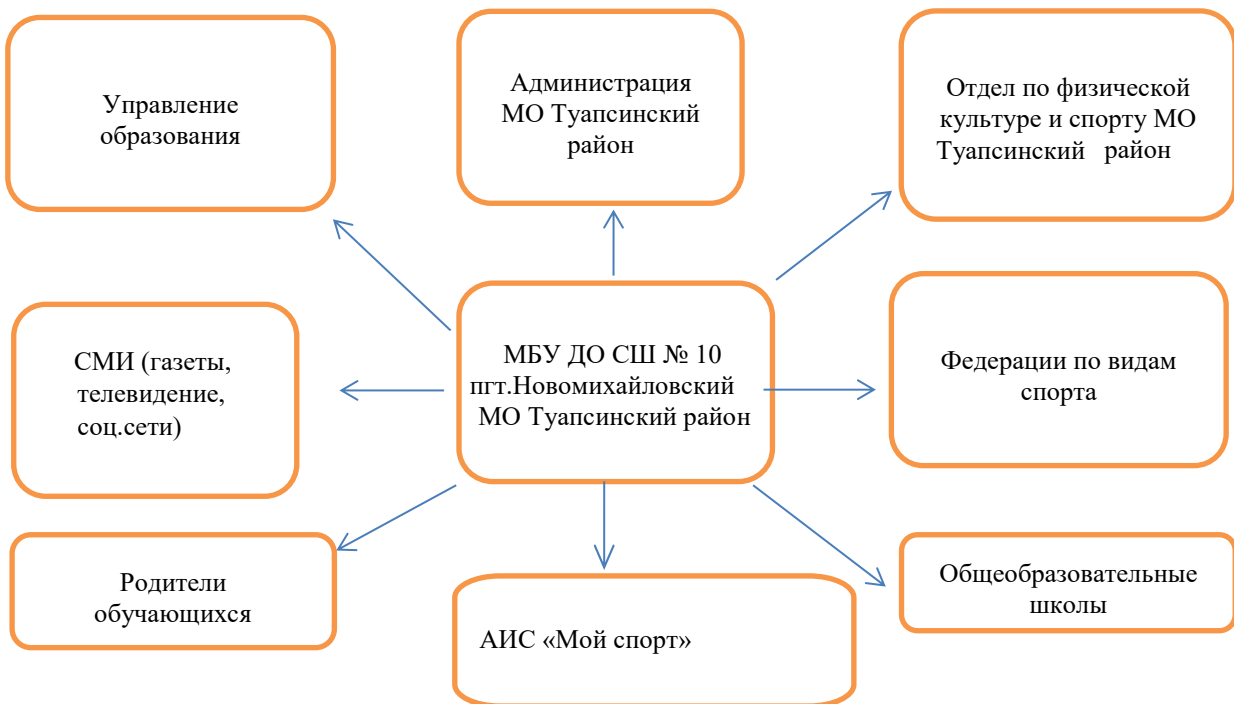 Управление
образования
Администрация
МО Туапсинский
район
Отдел по физической
культуре и спорту МО
Туапсинский район
СМИ (газеты,
телевидение,
соц.сети)
МБУ ДО СШ № 10
пгт.Новомихайловский
МО Туапсинский район
Федерации по видам
спорта
Родители
обучающихся
АИС «Мой спорт»
Общеобразовательные
школы